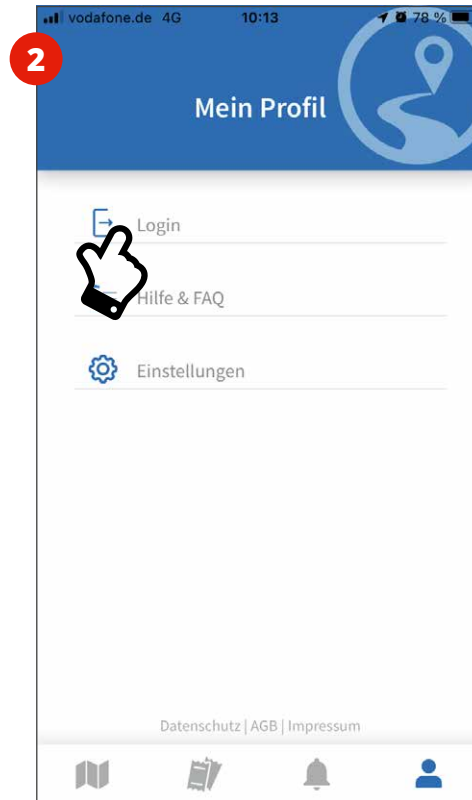 vodafone.de 4G 10:13 78 %
2
Mein Profil
Login
Hilfe & FAQ
Einstellungen
Datenschutz | AGB | Impressum